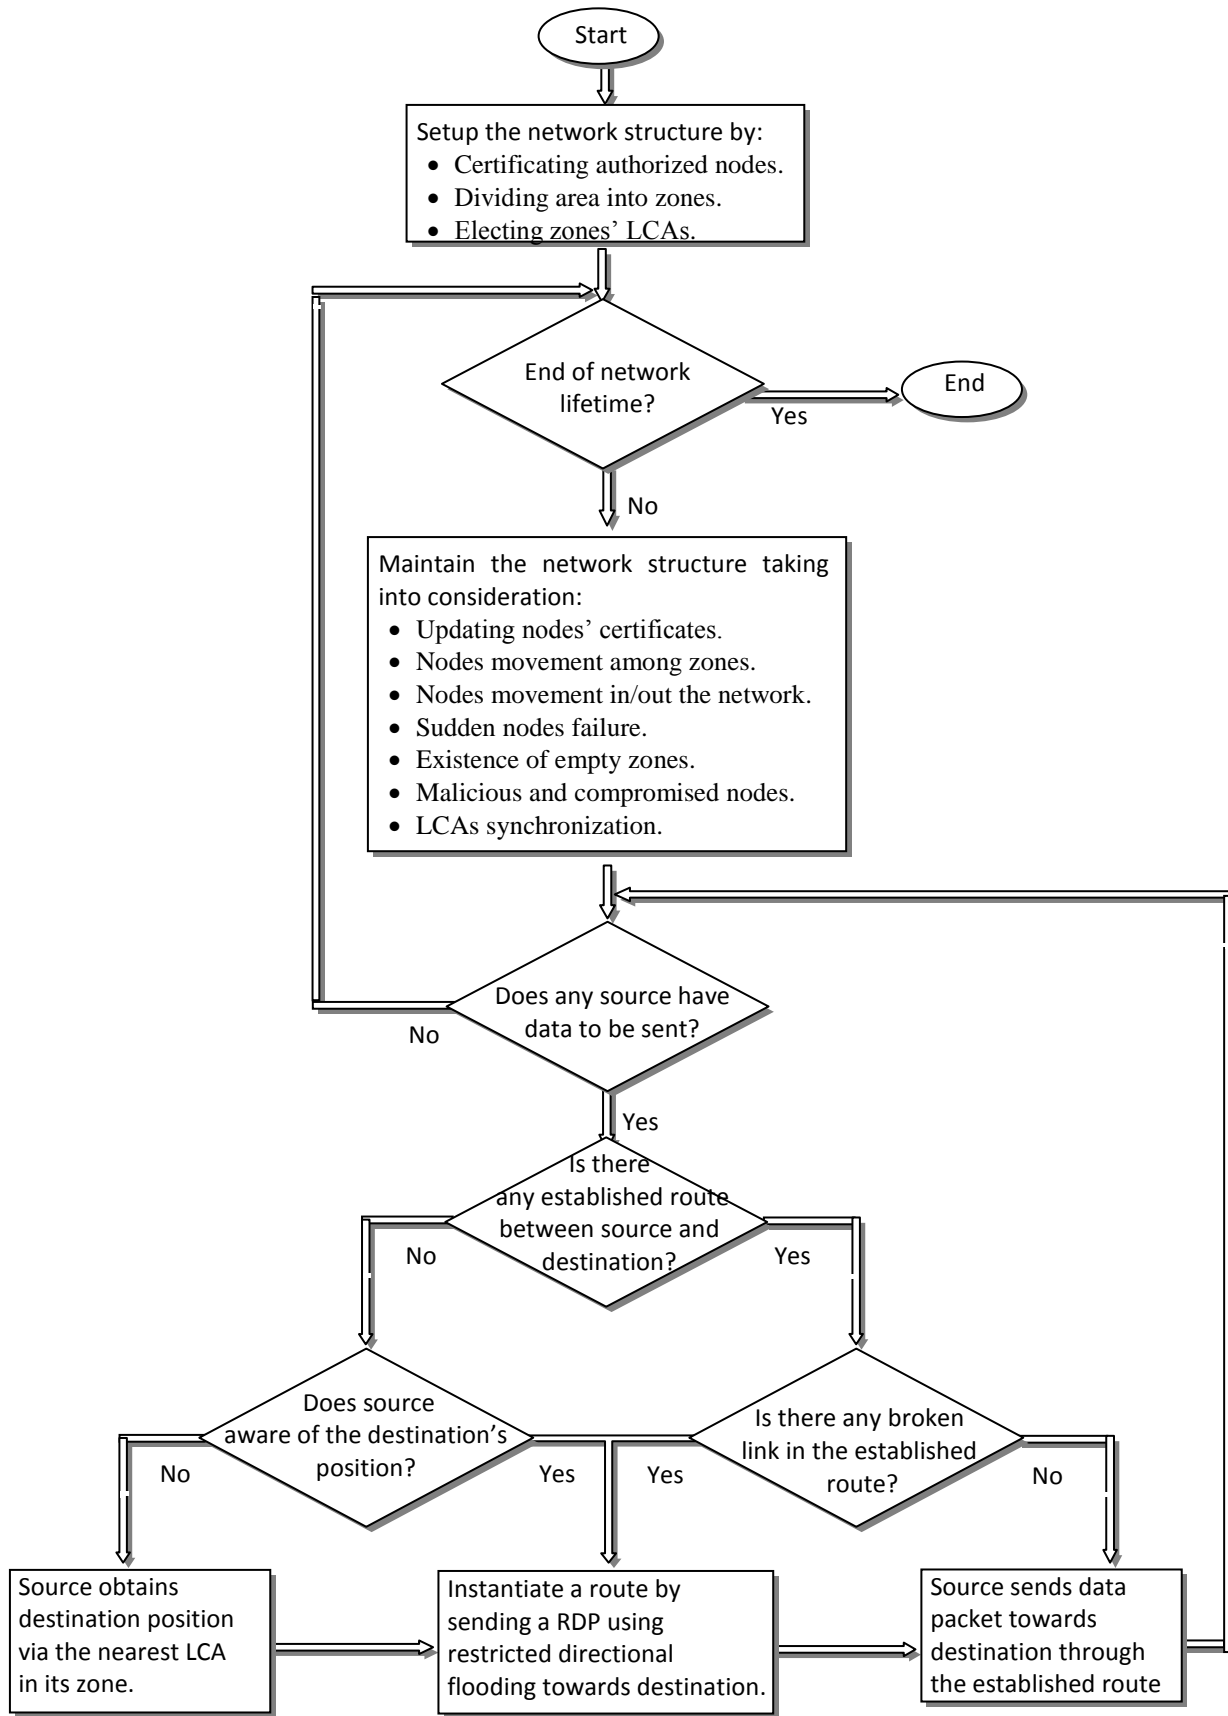 Start
Setup the network structure by:
• Certificating authorized nodes.
• Dividing area into zones.
• Electing zones’ LCAs.
End of network
lifetime?
End
Yes
No
Maintain the network structure taking
into consideration:
• Updating nodes’ certificates.
• Nodes movement among zones.
• Nodes movement in/out the network.
• Sudden nodes failure.
• Existence of empty zones.
• Malicious and compromised nodes.
• LCAs synchronization.
Does any source have
data to be sent?
No
Yes
Is there
any established route
between source and
destination?
No
Yes
Does source
aware of the destination’s
position?
Is there any broken
link in the established
route?
No
Yes
Yes
No
Source obtains
destination position
via the nearest LCA
in its zone.
Instantiate a route by
sending a RDP using
restricted directional
flooding towards destination.
Source sends data
packet towards
destination through
the established route